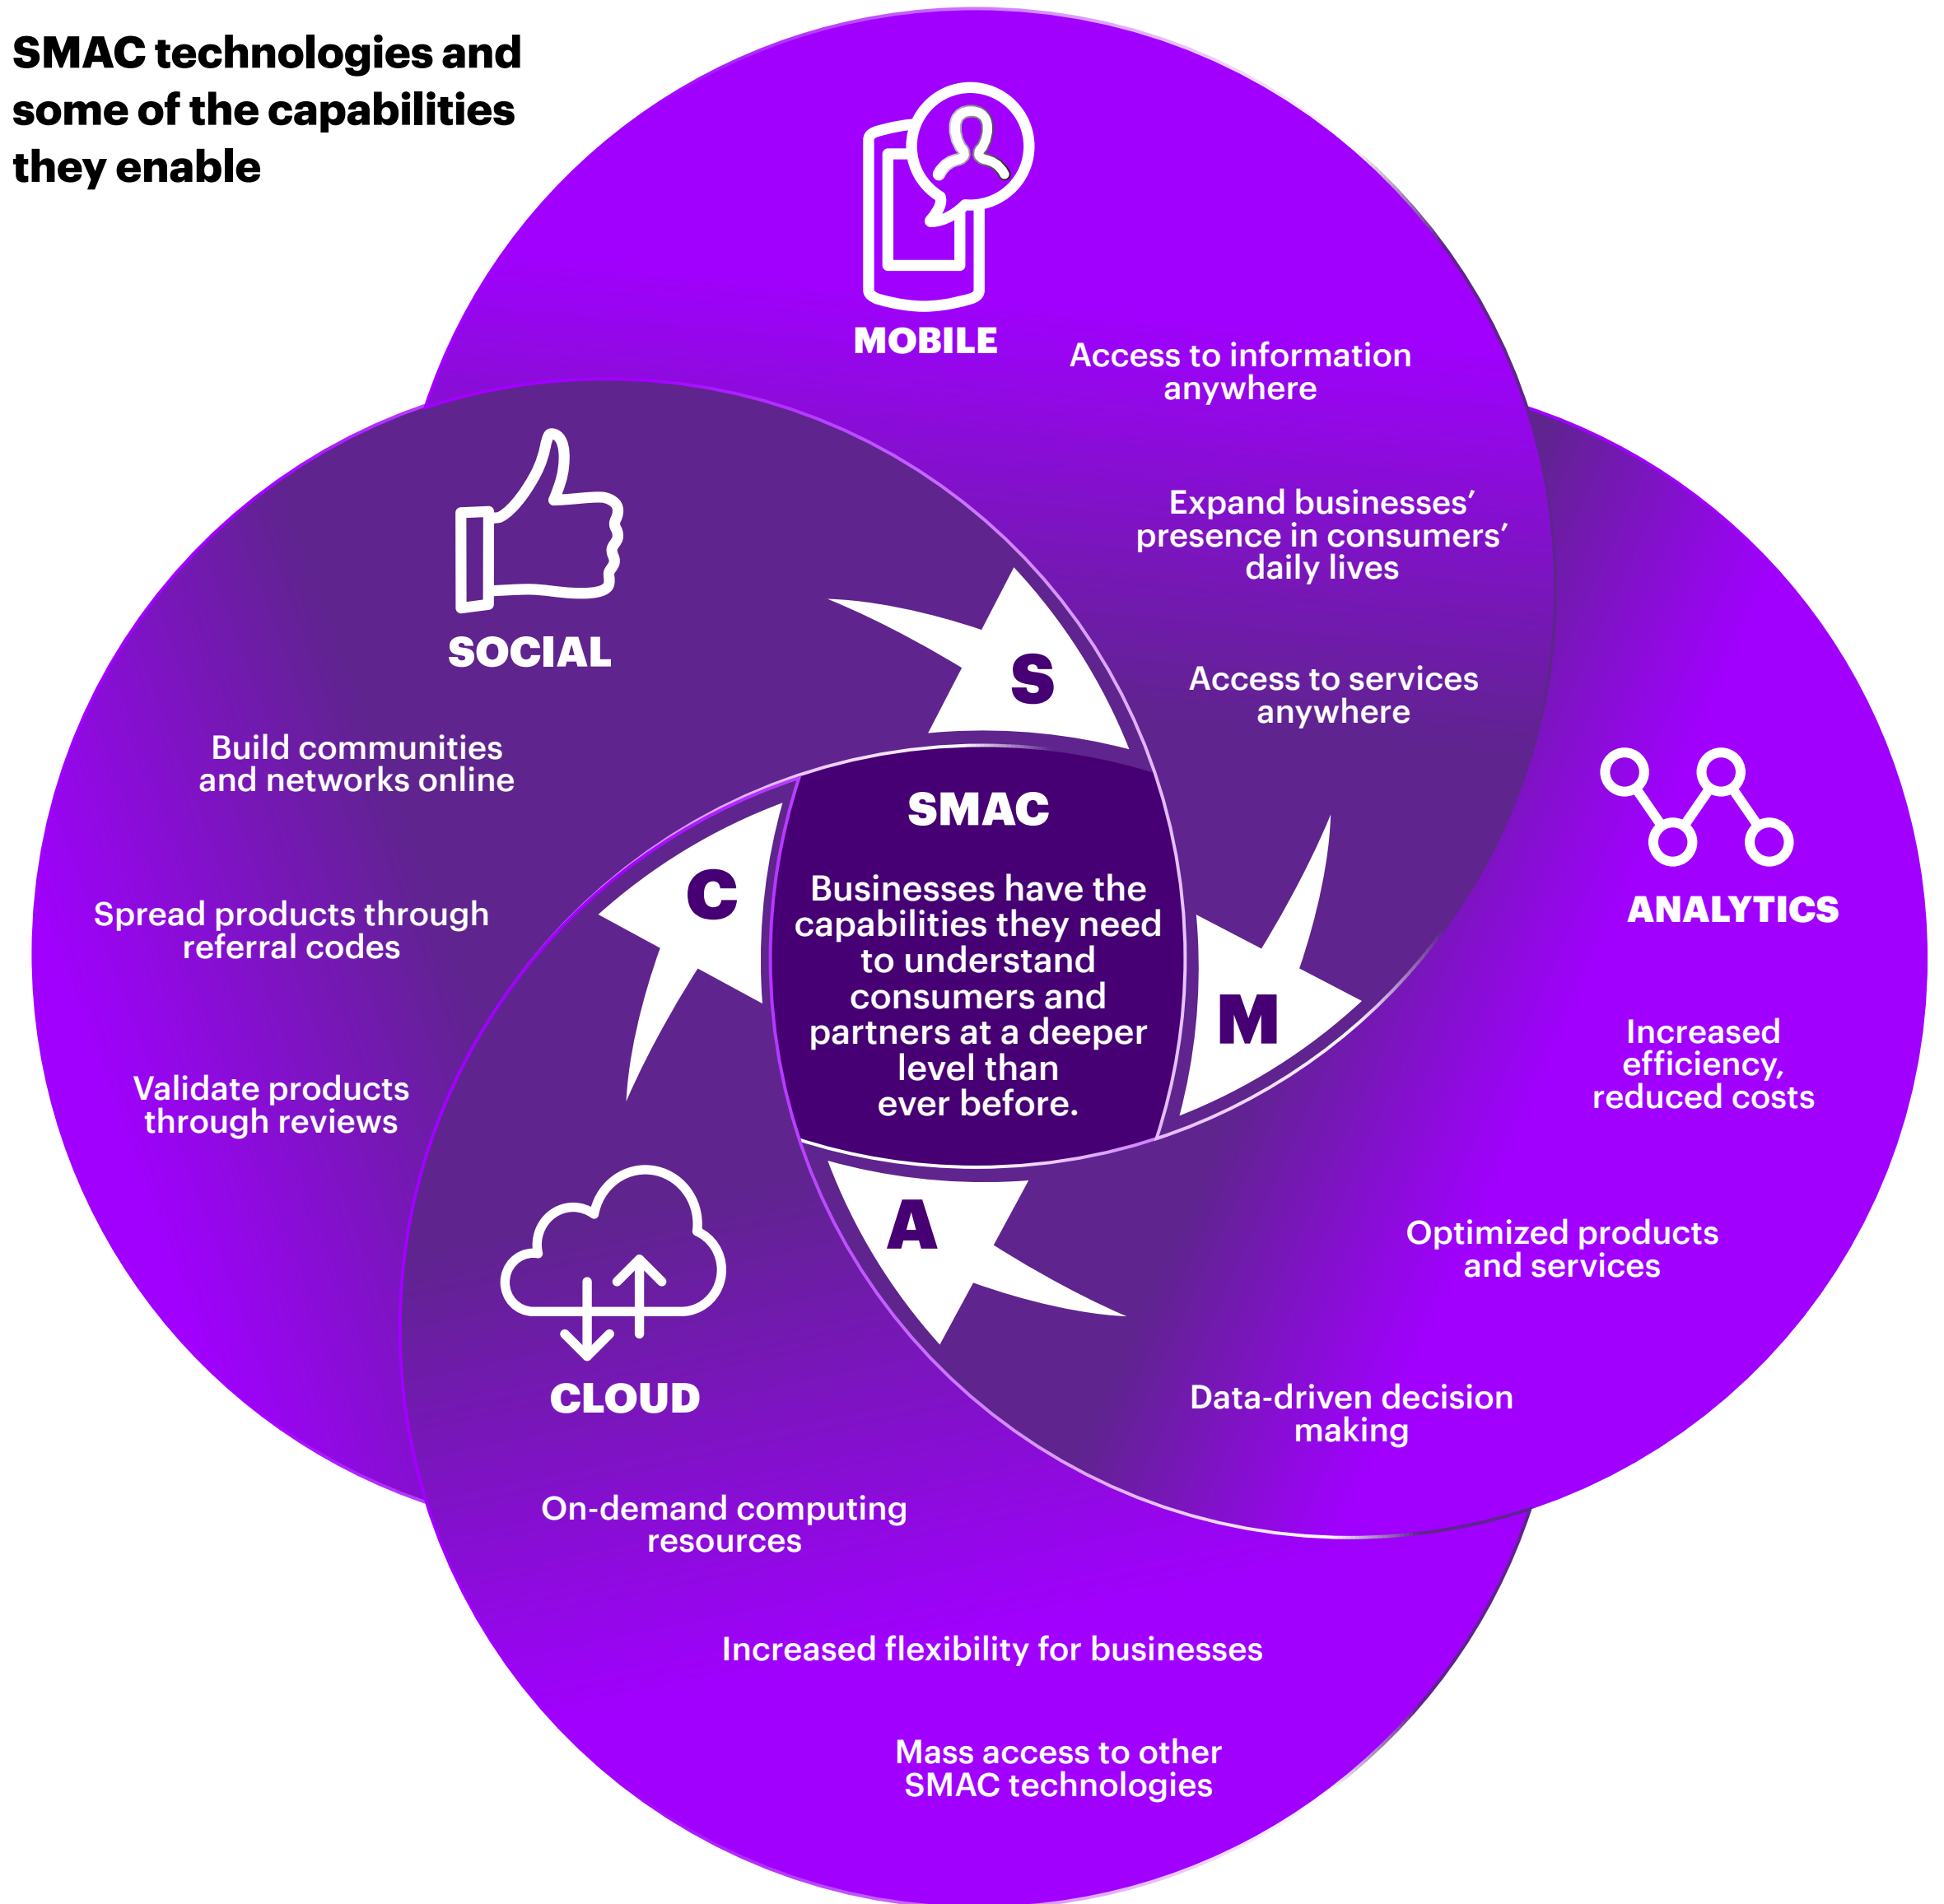 SMAC technologies and
some of the capabilities
they enable
MOBILE
Access to information
anywhere
Expand businesses’
presence in consumers’
daily lives
Access to services
anywhere
SOCIAL
Build communities
and networks online
Spread products through
referral codes
Validate products
through reviews
S
M
A
C
SMAC
Businesses have the
capabilities they need
to understand
consumers and
partners at a deeper
level than
ever before.
ANALYTICS
Increased
efficiency,
reduced costs
Optimized products
and services
Data-driven decision
making
CLOUD
On-demand computing
resources
Increased flexibility for businesses
Mass access to other
SMAC technologies